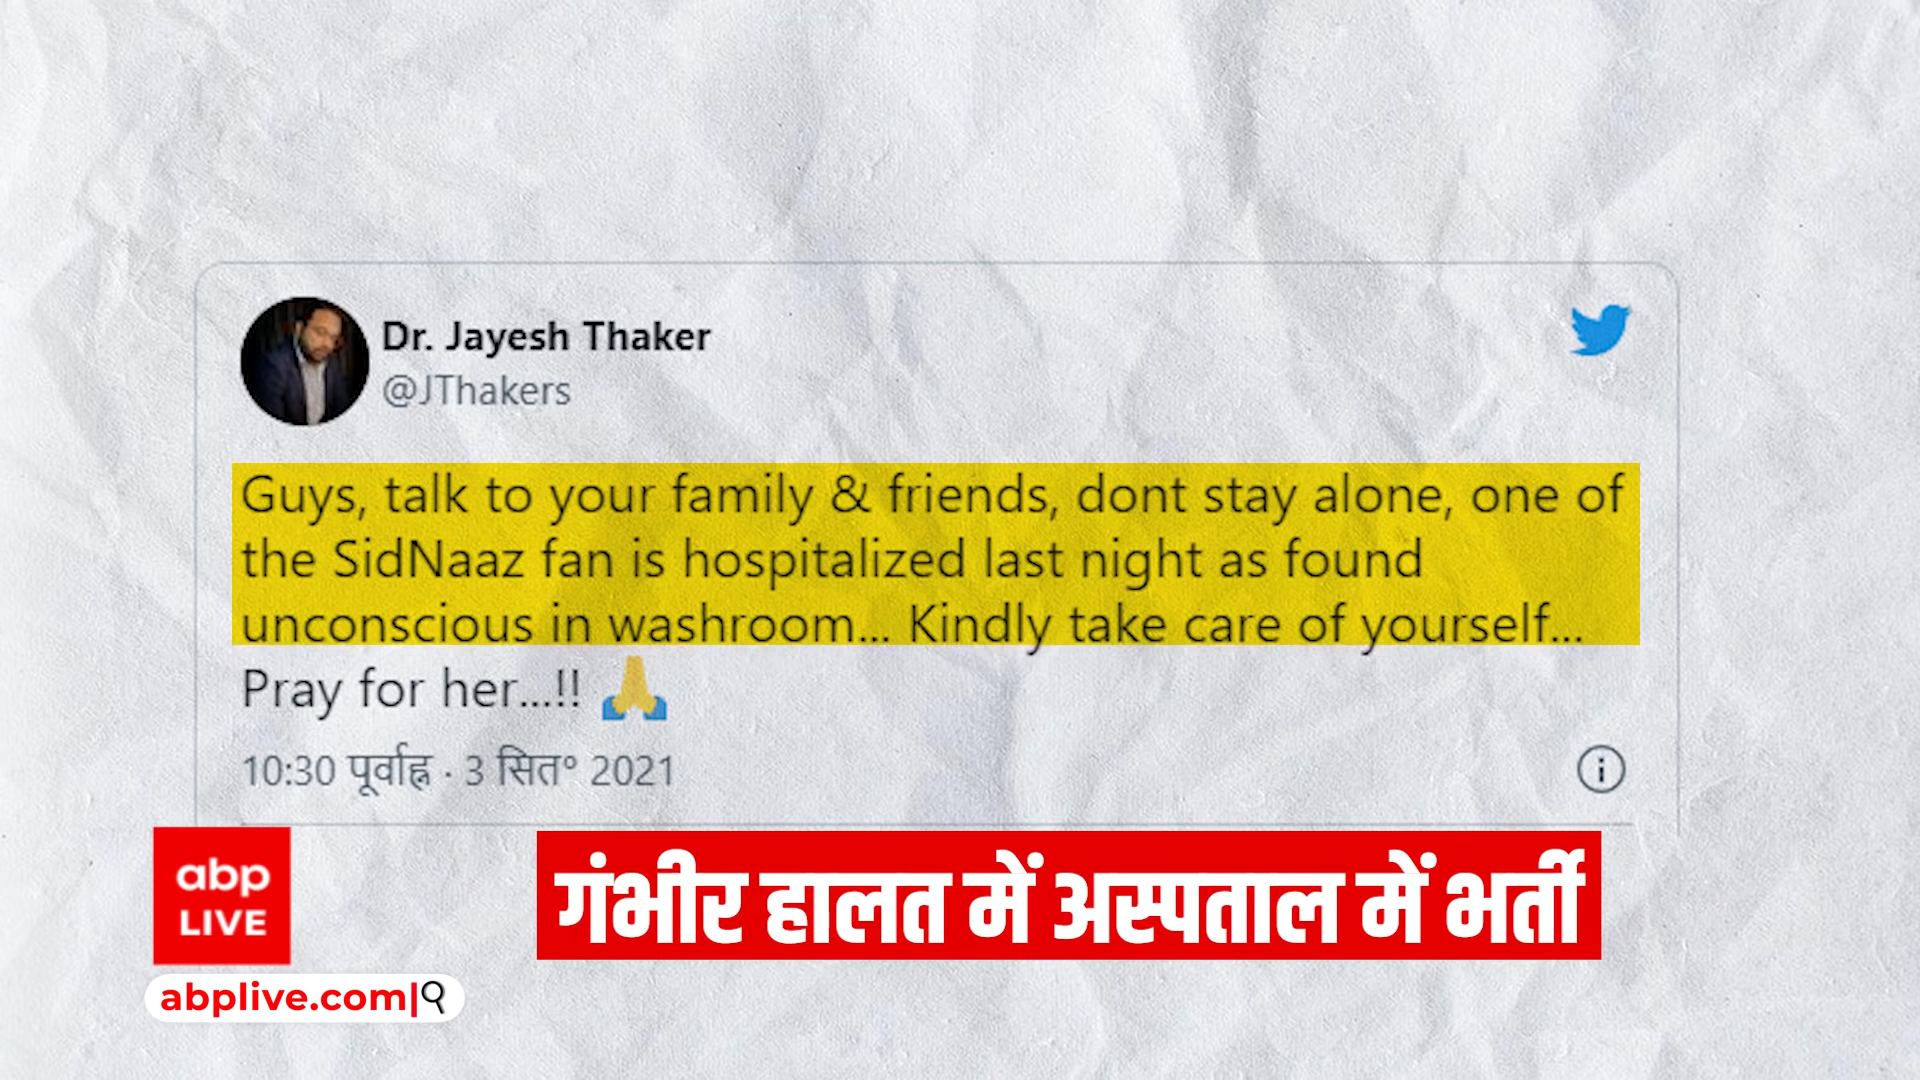 Dr. Jayesh Thaker
@JThakers
Guys, talk to your family & friends, dont stay alone, one of
the SidNaaz fan is hospitalized last night as found
unconscious in washroom... Kindly take care of yourself...
Pray for her...!! 🙏
10:30 पूर्वाह्न · 3 सित॰ 2021
abp
LIVE
गंभीर हालत में अस्पताल में भर्ती
abplive.com|